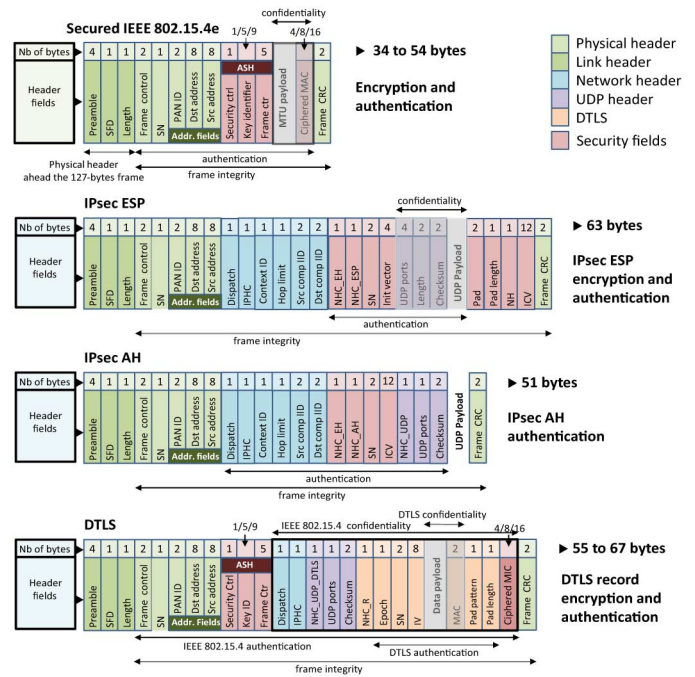 Secured IEEE 802.15.4e
1/5/9
confidentiality
4/8/16
Nb of bytes
4 1 1 2 1 2 8 8 1 5 2
Header fields
Preamble
SFD
Length
Frame control
SN
PAN ID
Dst address
Src address
Addr. fields
ASH
Security ctrl
Key identifier
Frame ctr
MTU payload
Ciphered MAC
Frame CRC
▶ 34 to 54 bytes
Encryption and
authentication
Physical header
ahead the 127-bytes frame
authentication
frame integrity
Physical header
Link header
Network header
UDP header
DTLS
Security fields
IPsec ESP
confidentiality
Nb of bytes
4 1 1 2 1 2 8 8 1 1 1 1 2 2 1 1 2 4 4 2 2 2 1 1 12 2
Header fields
Preamble
SFD
Length
Frame control
SN
PAN ID
Dst address
Src address
Addr. fields
Dispatch
IPHC
Context ID
Hop limit
Src comp IID
Dst comp IID
NHC_EH
NHC_ESP
SN
Init vector
UDP ports
Length
Checksum
UDP Payload
Pad
Pad length
NH
ICV
Frame CRC
▶ 63 bytes
IPsec ESP
encryption and
authentication
authentication
frame integrity
IPsec AH
Nb of bytes
4 1 1 2 1 2 8 8 1 1 1 1 2 2 1 1 2 12 1 1 2 2
Header fields
Preamble
SFD
Length
Frame control
SN
PAN ID
Dst address
Src address
Addr. fields
Dispatch
IPHC
Context ID
Hop limit
Src comp IID
Dst comp IID
NHC_EH
NHC_AH
SN
ICV
NHC_UDP
UDP ports
Checksum
UDP Payload
Frame CRC
▶ 51 bytes
IPsec AH
authentication
authentication
frame integrity
DTLS
1/5/9
IEEE 802.15.4 confidentiality
DTLS confidentiality
4/8/16
Nb of bytes
4 1 1 2 1 2 8 8 1 5 1 1 1 1 2 1 1 2 8 2 1 1 2
Header fields
Preamble
SFD
Length
Frame control
SN
PAN ID
Dst address
Src address
Addr. fields
ASH
Security Ctrl
Key ID
Frame Ctr
Dispatch
IPHC
NHC_UDP_DTLS
UDP ports
Checksum
NHC_R
Epoch
SN
IV
Data payload
MAC
Pad pattern
Pad length
Ciphered MIC
Frame CRC
▶ 55 to 67 bytes
DTLS record
encryption and
authentication
IEEE 802.15.4 authentication
DTLS authentication
frame integrity